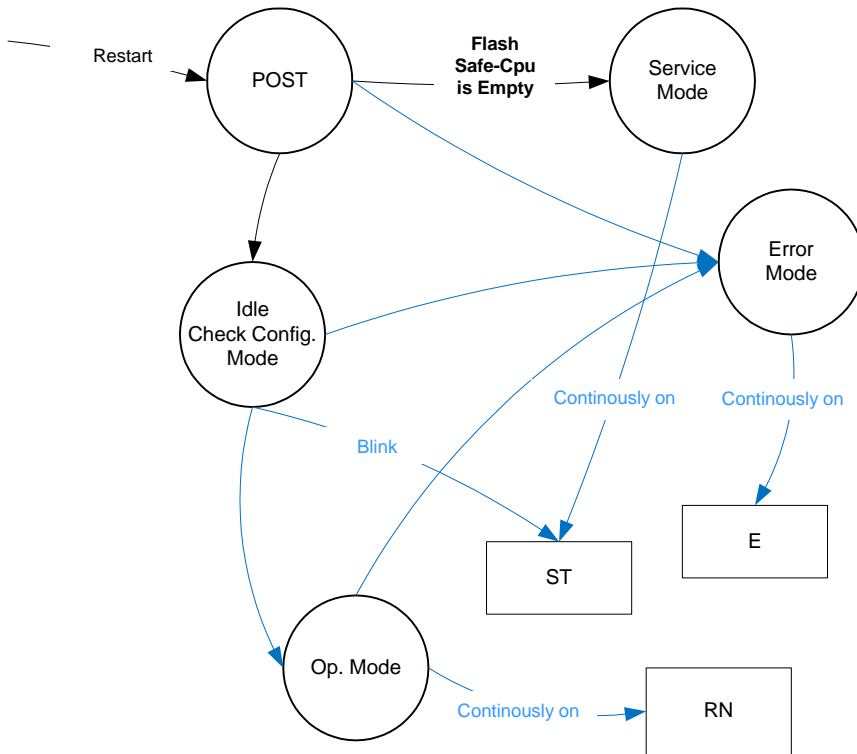 Restart
POST
Flash
Safe-Cpu
is Empty
Service
Mode
Error
Mode
Idle
Check Config.
Mode
Continously on
Continously on
Blink
E
ST
Op. Mode
Continously on
RN